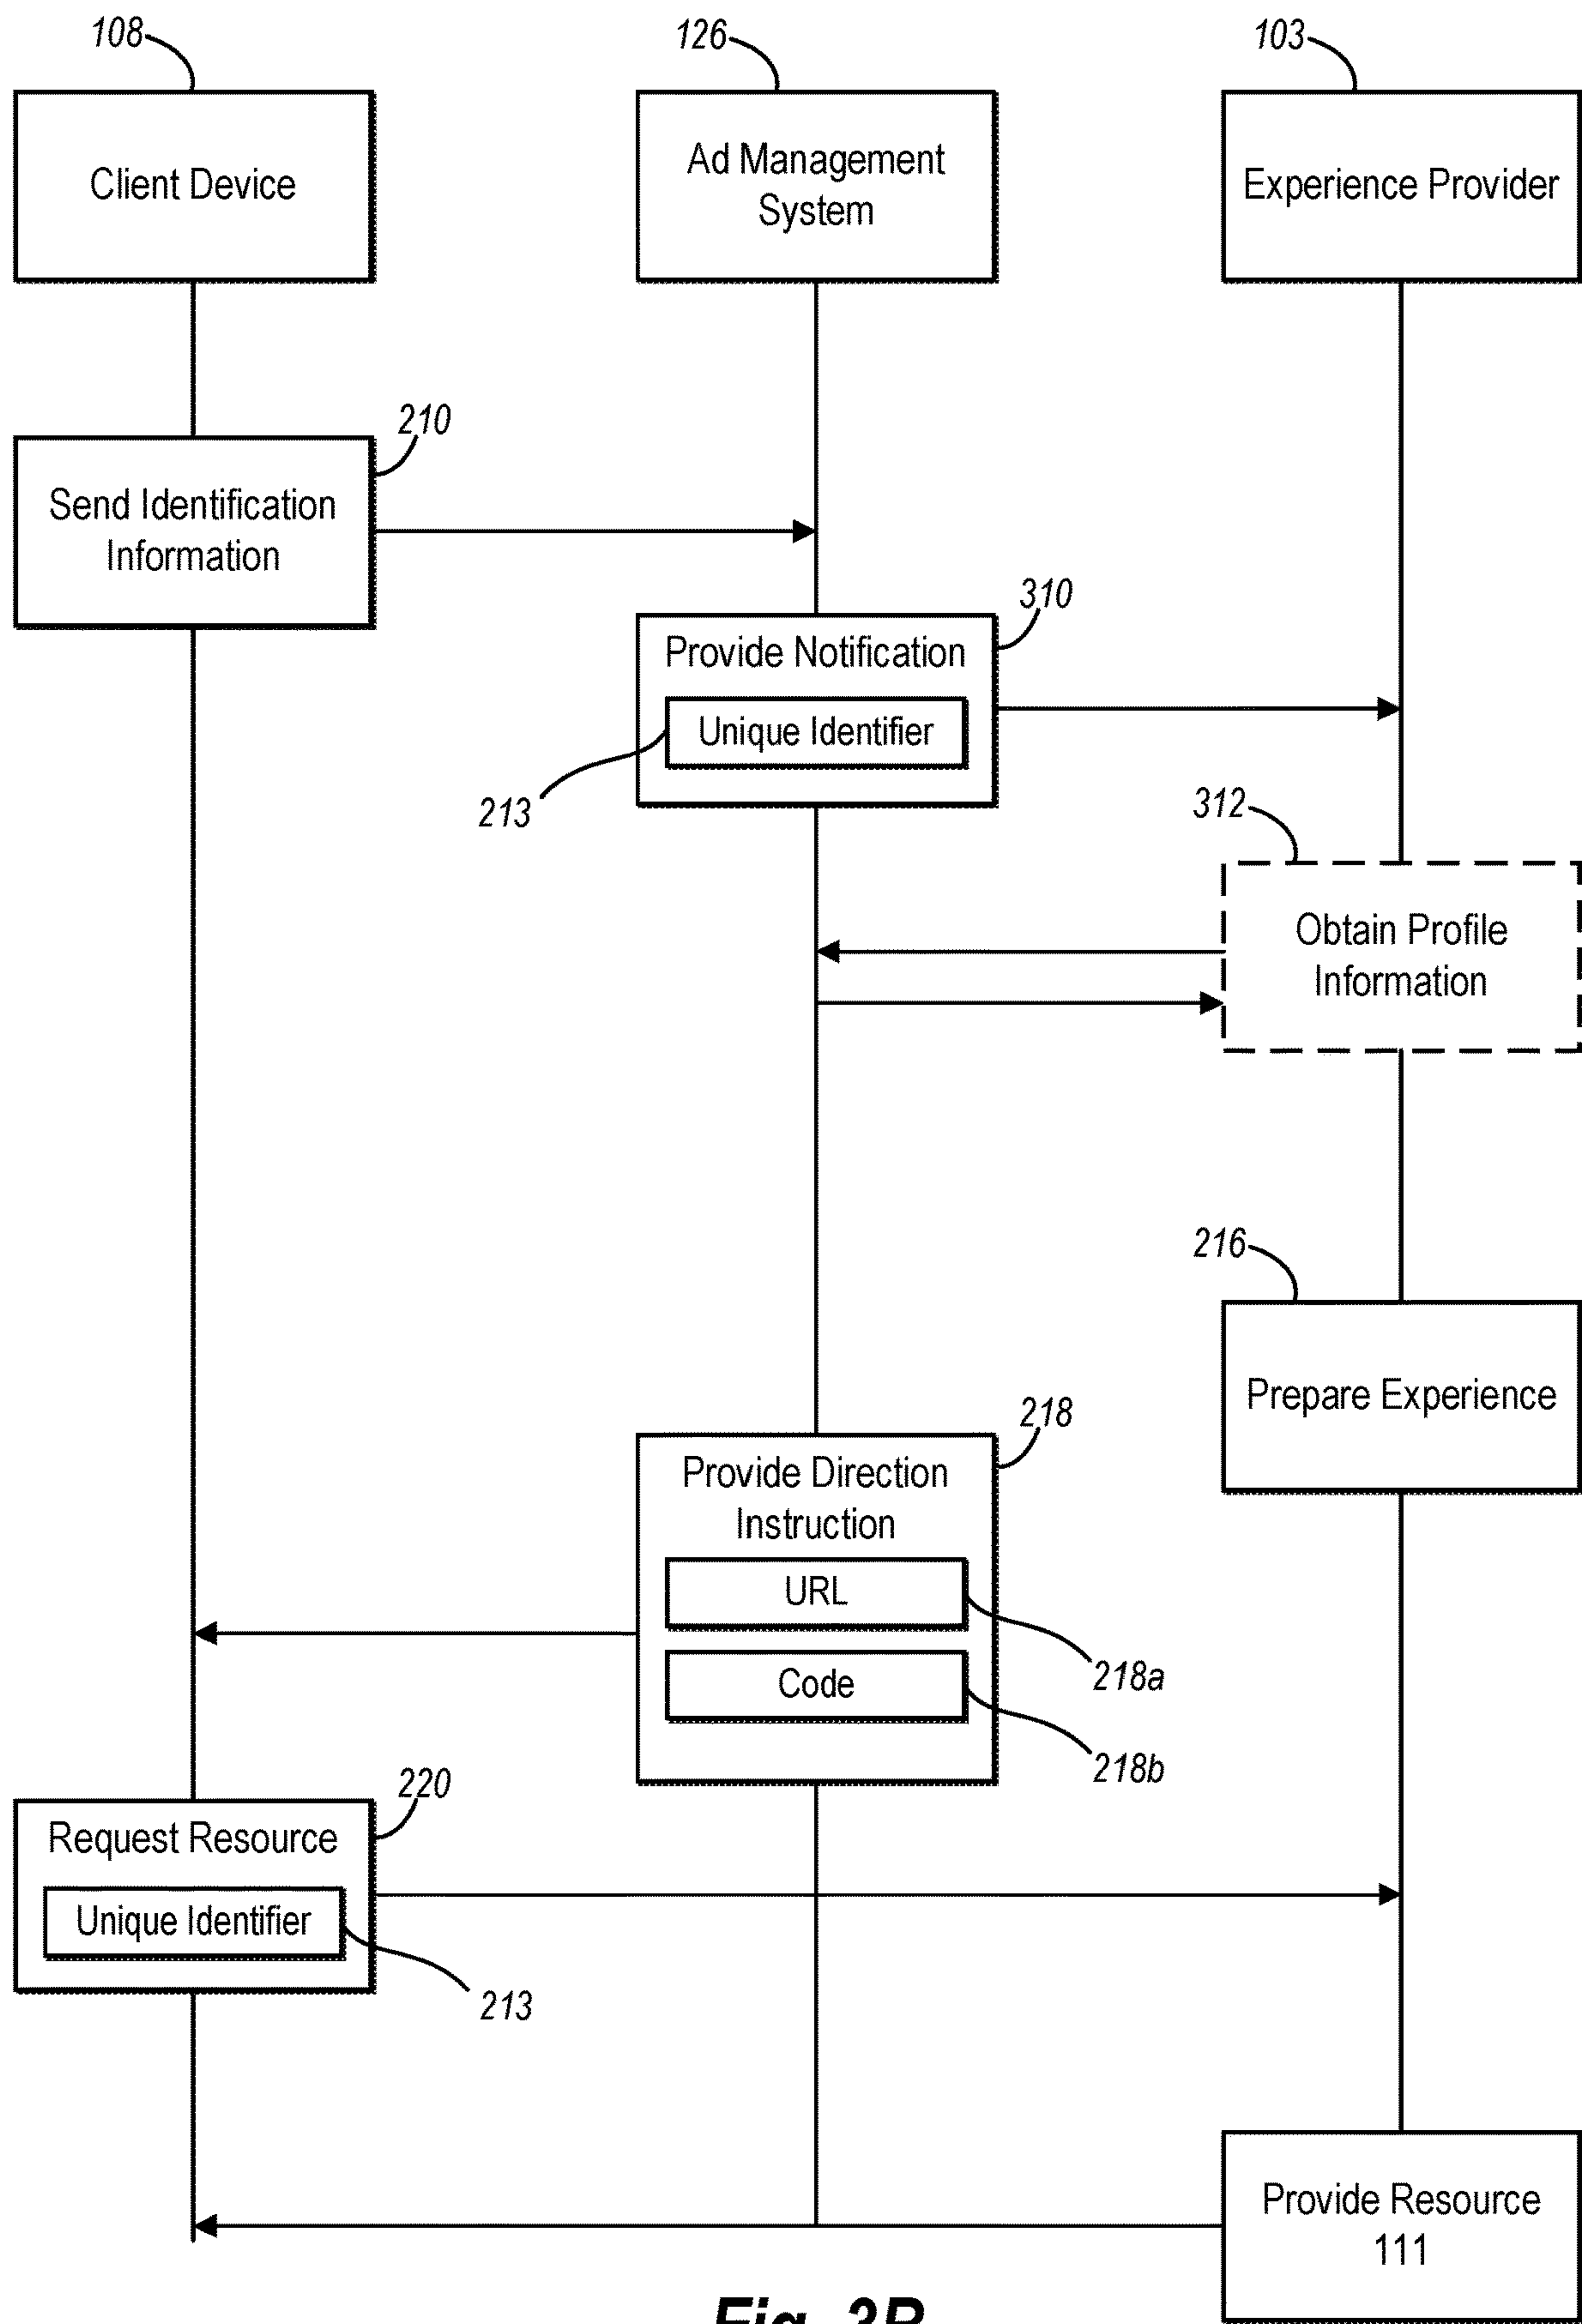 108
126
103
Client Device
Ad Management
System
Experience Provider
210
Send Identification
Information
310
Provide Notification
Unique Identifier
213
312
Obtain Profile
Information
216
Prepare Experience
218
Provide Direction
Instruction
URL
218a
Code
218b
220
Request Resource
Unique Identifier
213
Provide Resource
111